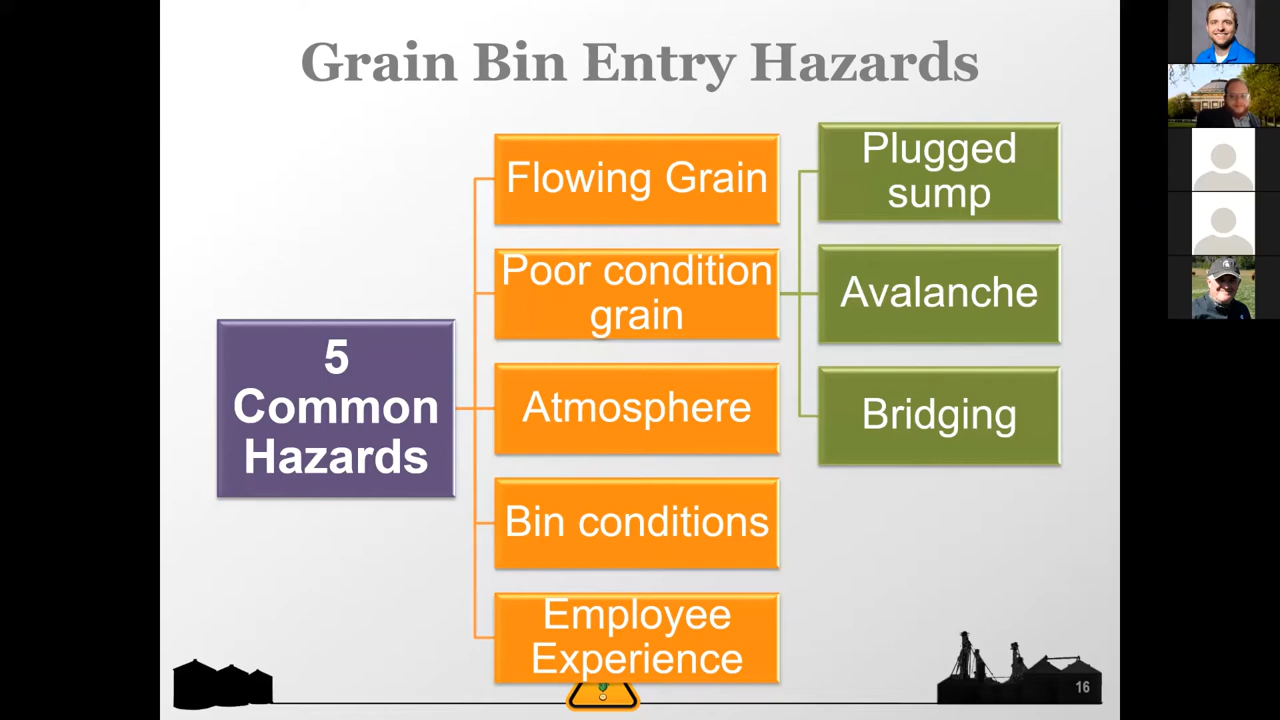 Grain Bin Entry Hazards
5
Common
Hazards
Flowing Grain
Poor condition
grain
Atmosphere
Bin conditions
Employee
Experience
Plugged
sump
Avalanche
Bridging
16